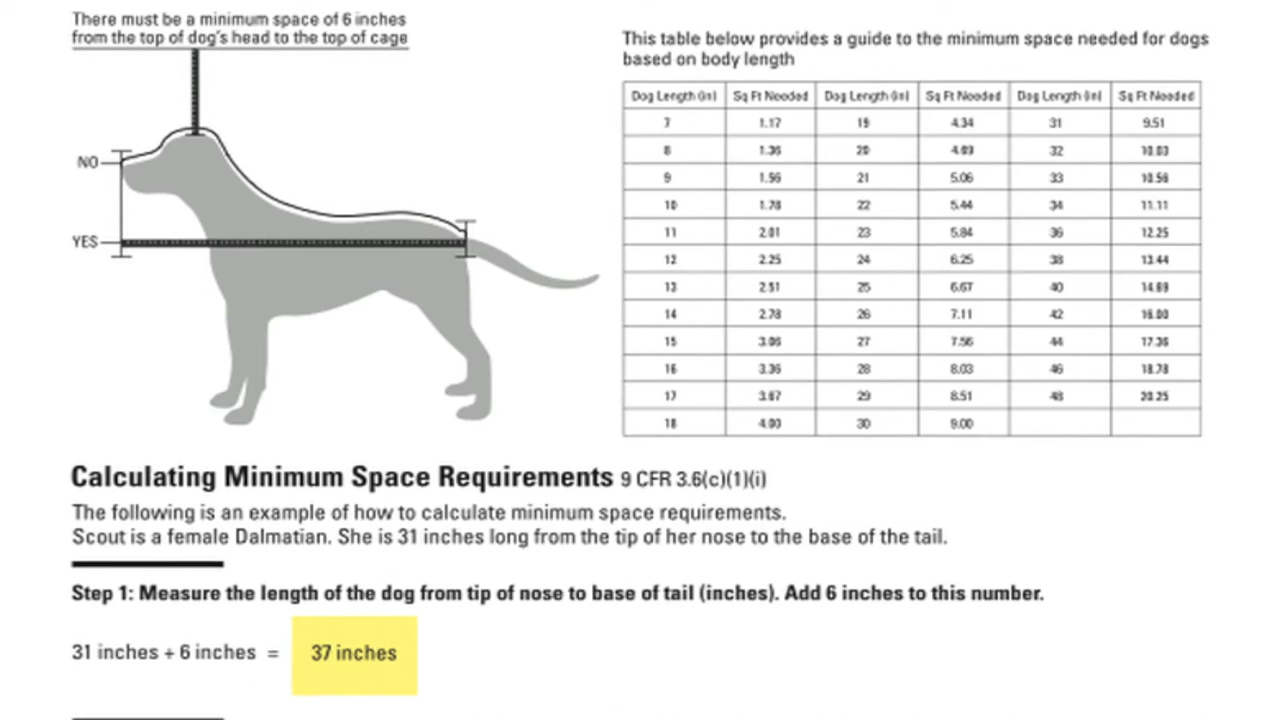 There must be a minimum space of 6 inches
from the top of dog's head to the top of cage
NO
YES
This table below provides a guide to the minimum space needed for dogs
based on body length
Dog Length (in) Sq Ft Needed Dog Length (in) Sq Ft Needed Dog Length (in) Sq Ft Needed
7 1.17 19 4.34 31 9.51
8 1.36 20 4.69 32 10.03
9 1.56 21 5.06 33 10.56
10 1.78 22 5.44 34 11.11
11 2.01 23 5.84 36 12.25
12 2.25 24 6.25 38 13.44
13 2.51 25 6.67 40 14.69
14 2.78 26 7.11 42 16.00
15 3.06 27 7.56 44 17.36
16 3.36 28 8.03 46 18.78
17 3.67 29 8.51 48 20.25
18 4.00 30 9.00
Calculating Minimum Space Requirements 9 CFR 3.6(c)(1)(i)
The following is an example of how to calculate minimum space requirements.
Scout is a female Dalmatian. She is 31 inches long from the tip of her nose to the base of the tail.
Step 1: Measure the length of the dog from tip of nose to base of tail (inches). Add 6 inches to this number.
31 inches + 6 inches = 37 inches